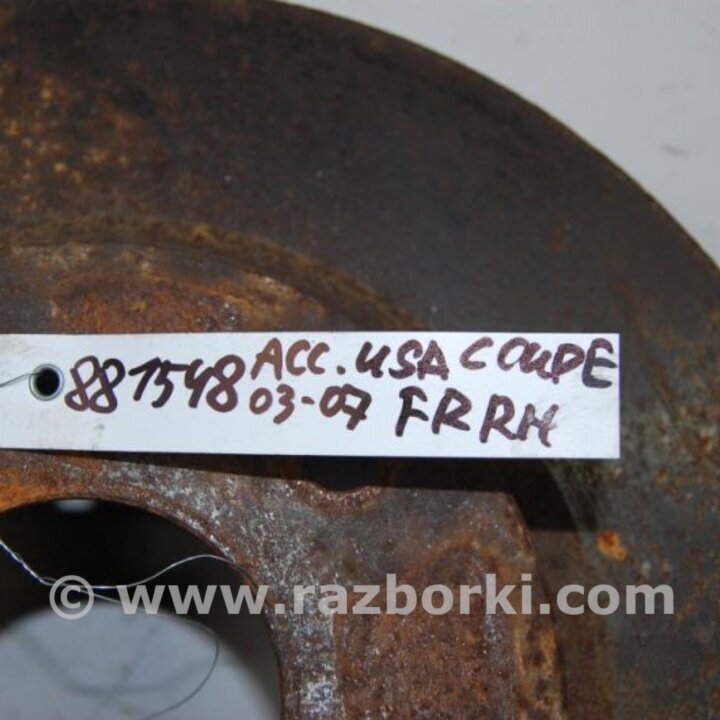 881548 ACC. USA COUPE
03-07 FR RH
© www.razborki.com